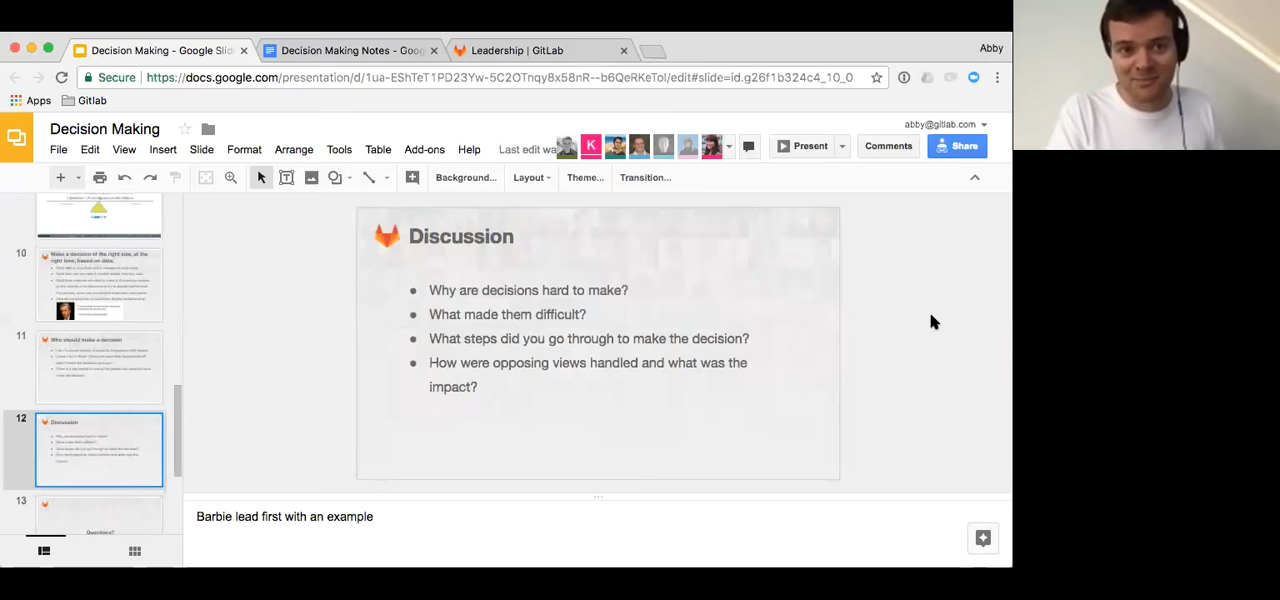 Decision Making - Google Slid
Decision Making Notes - Goog
Leadership | GitLab
Abby
Secure
https://docs.google.com/presentation/d/1ua-EShTeT1PD23Yw-5C2OTnqy8x58nR--b6QeRKeToI/edit#slide=id.g26f1b324c4_10_0
Apps
Gitlab
Decision Making
abby@gitlab.com
File Edit View Insert Slide Format Arrange Tools Table Add-ons Help Last edit wa
K
Present
Comments
Share
Background...
Layout
Theme...
Transition...
10
Make a decision of the right size, at the
right time, based on data.
11
Who should make a decision
12
Discussion
13
Questions?
Discussion
● Why are decisions hard to make?
● What made them difficult?
● What steps did you go through to make the decision?
● How were opposing views handled and what was the
impact?
Barbie lead first with an example